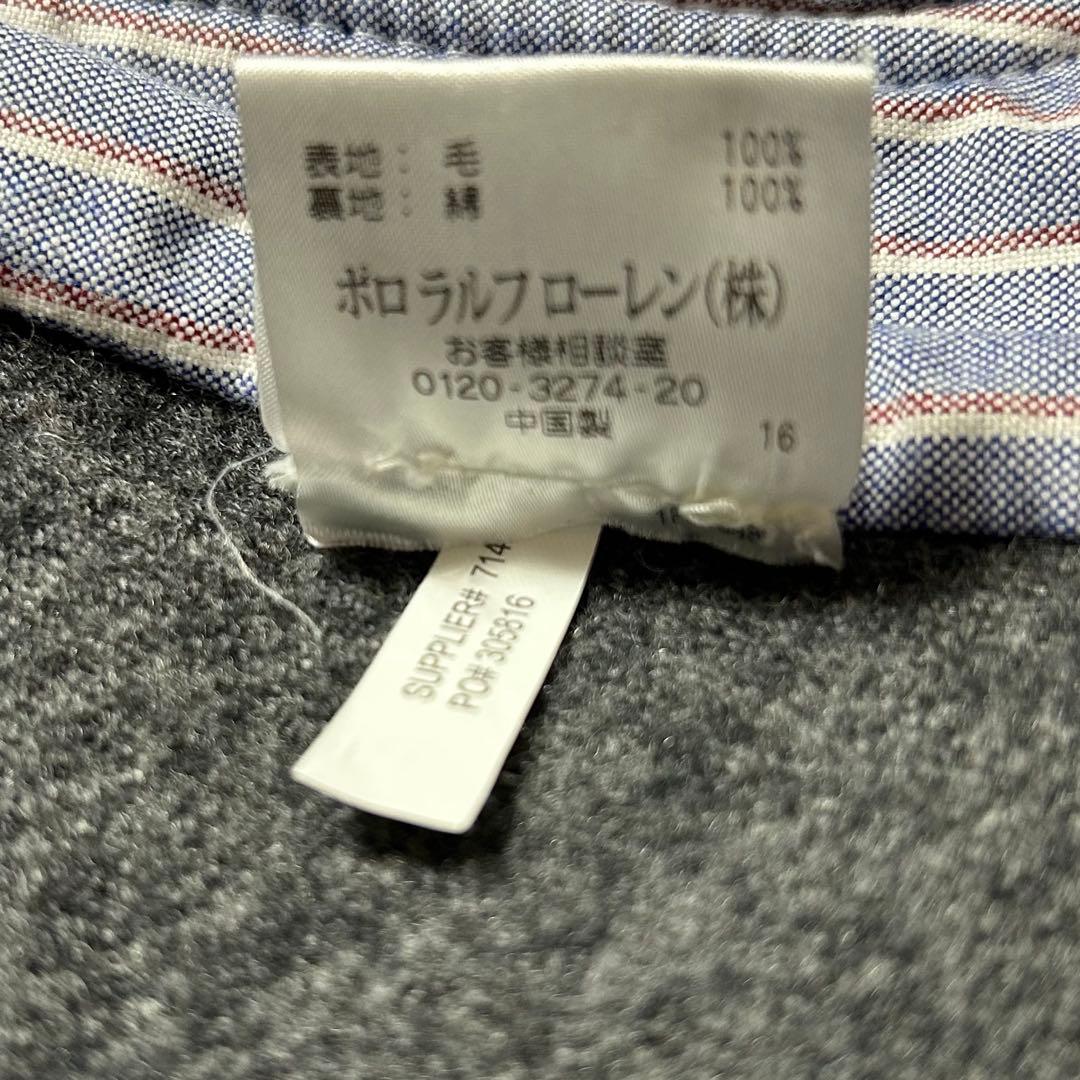 表地： 毛 100%
裏地： 綿 100%
ポロ ラルフ ローレン(株)
お客様相談室
0120-3274-20
中国製
16
SUPPLIER# 714
PO# 305816